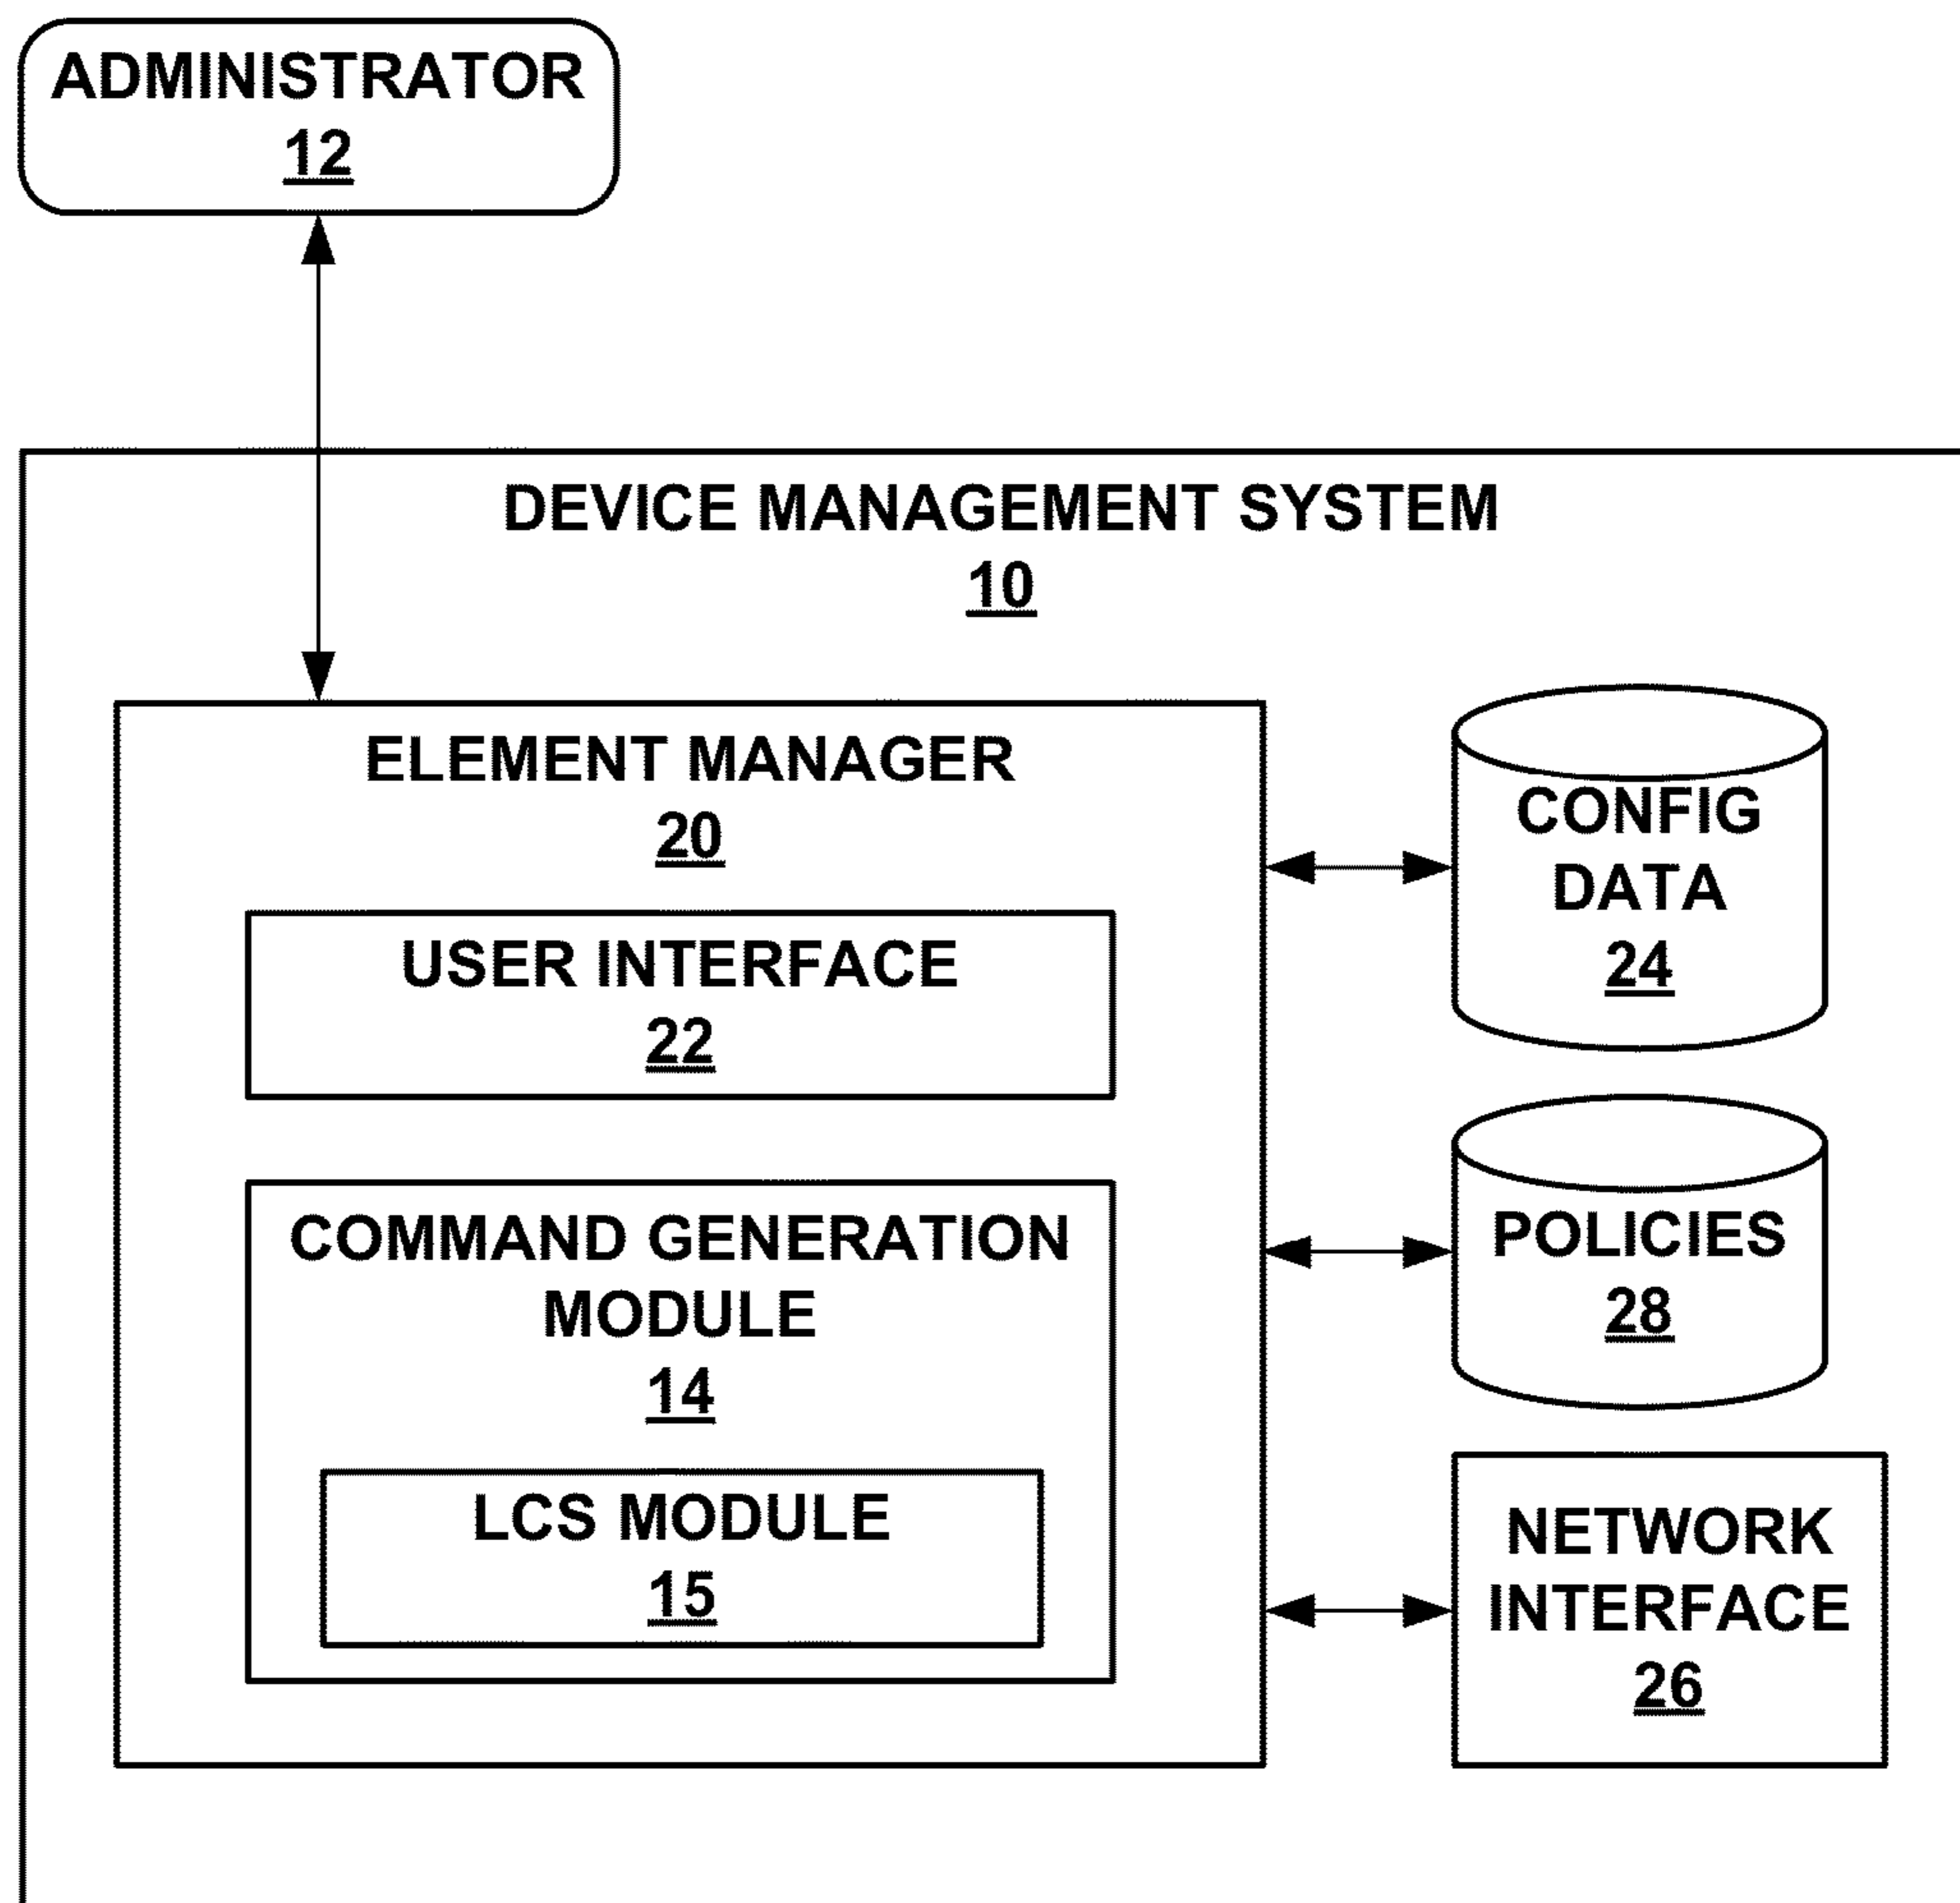 ADMINISTRATOR
12
DEVICE MANAGEMENT SYSTEM
10
ELEMENT MANAGER
20
USER INTERFACE
22
COMMAND GENERATION
MODULE
14
LCS MODULE
15
CONFIG
DATA
24
POLICIES
28
NETWORK
INTERFACE
26